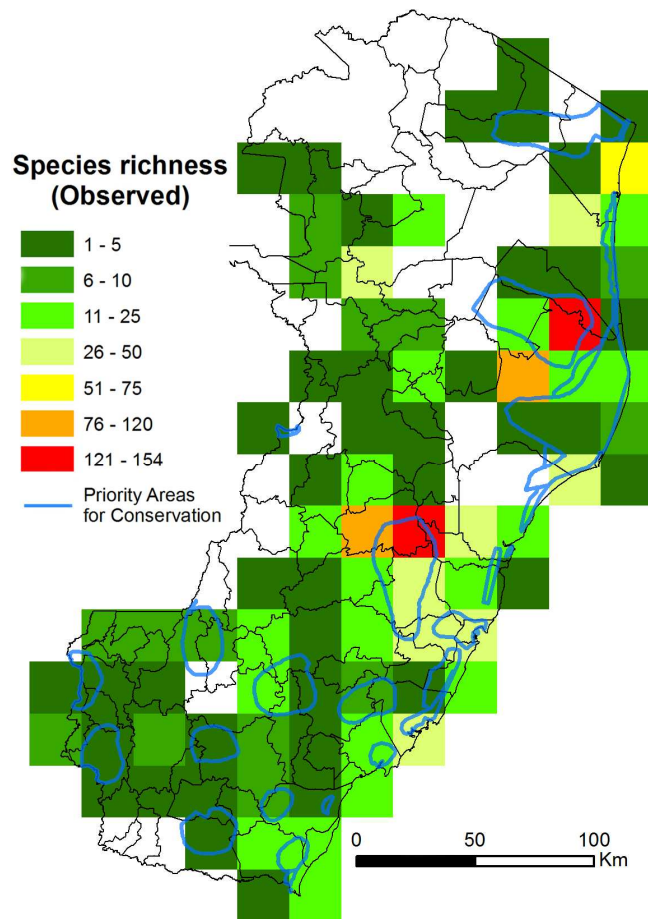 Species richness
(Observed)
1 - 5
6 - 10
11 - 25
26 - 50
51 - 75
76 - 120
121 - 154
Priority Areas
for Conservation
0 50 100
Km